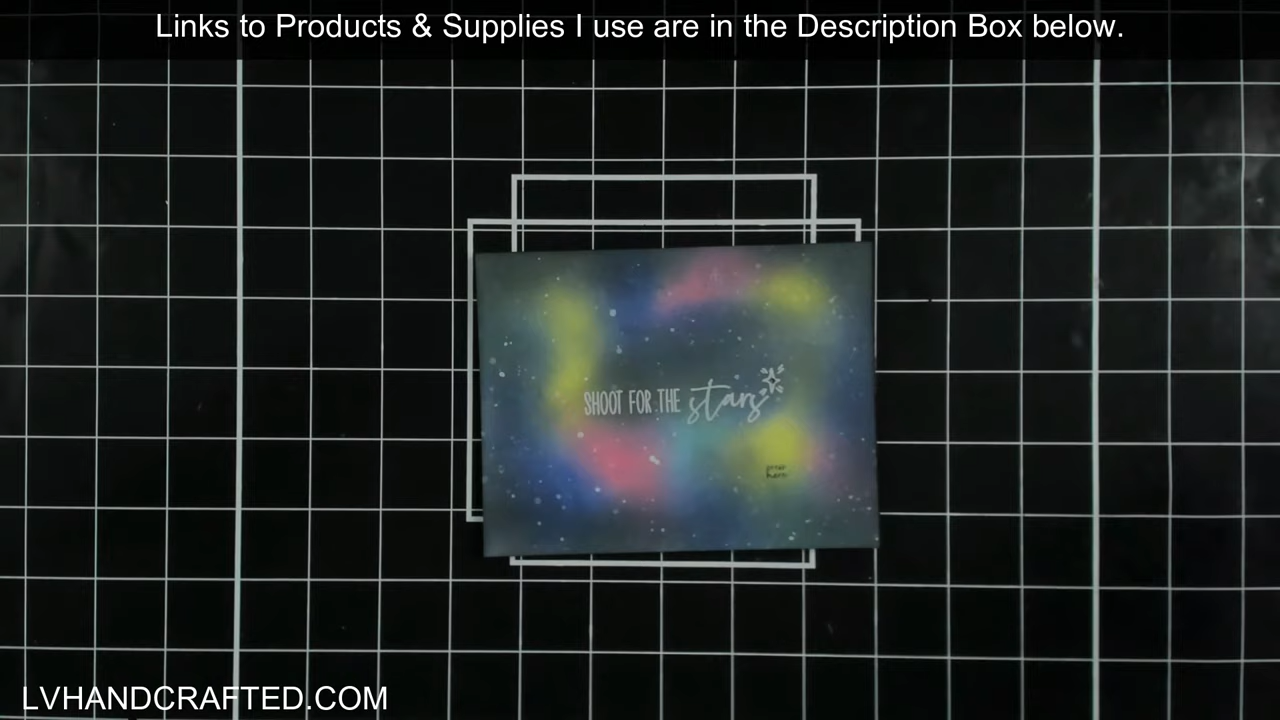 Links to Products & Supplies I use are in the Description Box below.
SHOOT FOR THE stars
LVHANDCRAFTED.COM